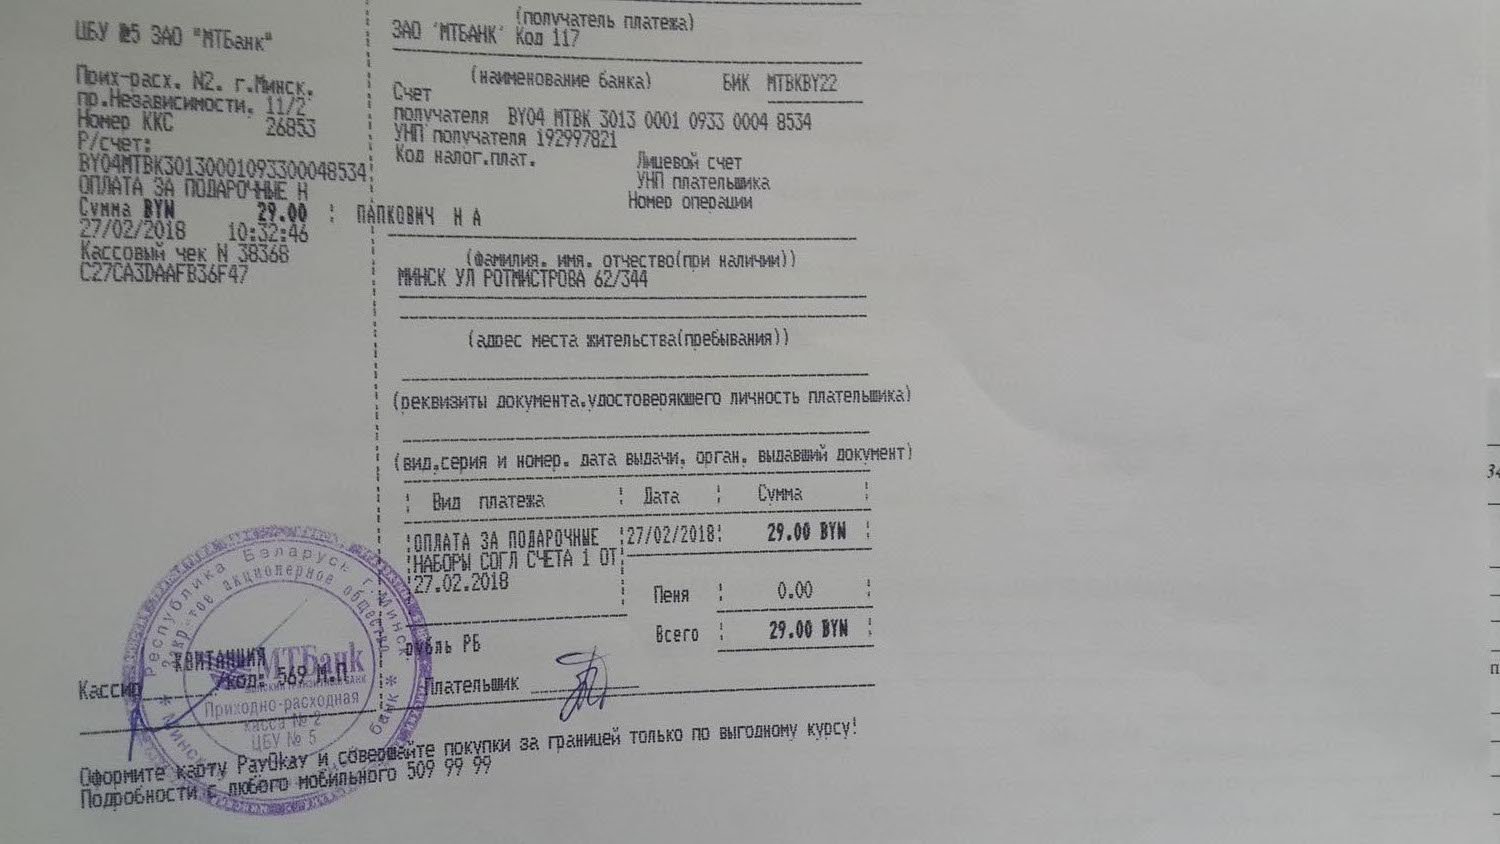 ЦБУ №5 ЗАО "МТБанк"
Прих-расх. N2. г.Минск,
пр.Независимости, 11/2
Номер ККС 26853
Р/счет:
BY04MTBK30130001093300048534
ОПЛАТА ЗА ПОДАРОЧНЫЕ Н
Сумма BYN 29.00
27/02/2018 10:32:46
Кассовый чек N 38368
C27CA3DAAFB36F47
КВИТАНЦИЯ
Кассир /код: 569 М.П
(получатель платежа)
ЗАО "МТБАНК" Код 117
(наименование банка) БИК MTBKBY22
Счет
получателя BY04 MTBK 3013 0001 0933 0004 8534
УНП получателя 192997821
Код налог.плат. Лицевой счет
УНП плательщика
Номер операции
ПАПКОВИЧ Н А
(фамилия, имя, отчество(при наличии))
МИНСК УЛ РОТМИСТРОВА 62/344
(адрес места жительства(пребывания))
(реквизиты документа,удостоверяющего личность плательщика)
(вид,серия и номер, дата выдачи, орган, выдавший документ)
Вид платежа Дата Сумма
ОПЛАТА ЗА ПОДАРОЧНЫЕ 27/02/2018 29.00 BYN
НАБОРЫ СОГЛ СЧЕТА 1 ОТ
27.02.2018
Пеня 0.00
Всего 29.00 BYN
рубль РБ
Плательщик
Оформите карту PayOkay и совершайте покупки за границей только по выгодному курсу!
Подробности с любого мобильного 509 99 99
Республика Беларусь г.Минск
акционерное общество
МТБанк
Приходно-расходная
касса № 2
ЦБУ № 5